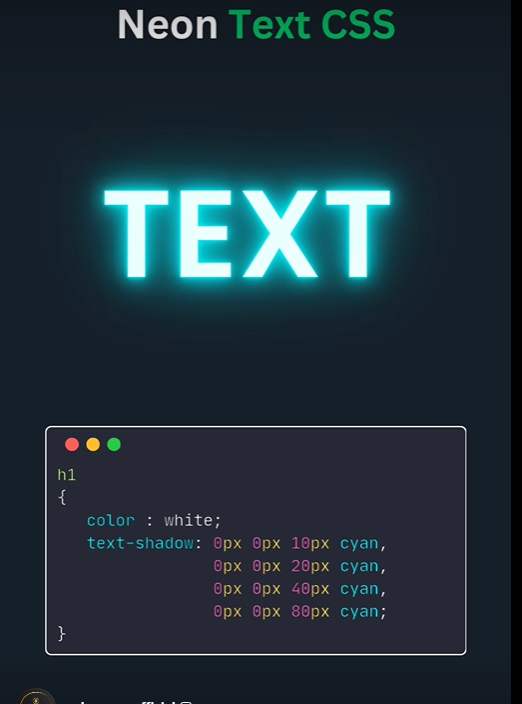 Neon Text CSS
TEXT
h1
{
color : white;
text-shadow: 0px 0px 10px cyan,
0px 0px 20px cyan,
0px 0px 40px cyan,
0px 0px 80px cyan;
}